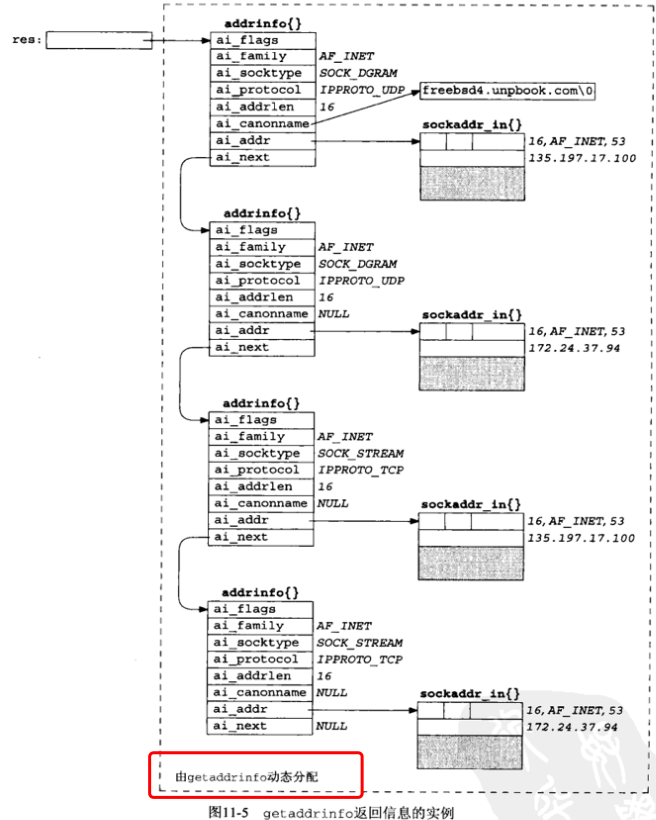 addrinfo{}
res:
ai_flags
ai_family AF_INET
ai_socktype SOCK_DGRAM
ai_protocol IPPROTO_UDP
ai_addrlen 16
ai_canonname
freebsd4.unpbook.com\0
ai_addr
ai_next
sockaddr_in{}
16, AF_INET, 53
135.197.17.100
addrinfo{}
ai_flags
ai_family AF_INET
ai_socktype SOCK_DGRAM
ai_protocol IPPROTO_UDP
ai_addrlen 16
ai_canonname NULL
ai_addr
ai_next
sockaddr_in{}
16, AF_INET, 53
172.24.37.94
addrinfo{}
ai_flags
ai_family AF_INET
ai_socktype SOCK_STREAM
ai_protocol IPPROTO_TCP
ai_addrlen 16
ai_canonname NULL
ai_addr
ai_next
sockaddr_in{}
16, AF_INET, 53
135.197.17.100
addrinfo{}
ai_flags
ai_family AF_INET
ai_socktype SOCK_STREAM
ai_protocol IPPROTO_TCP
ai_addrlen 16
ai_canonname NULL
ai_addr
ai_next NULL
sockaddr_in{}
16, AF_INET, 53
172.24.37.94
由getaddrinfo动态分配
图11-5 getaddrinfo返回信息的实例